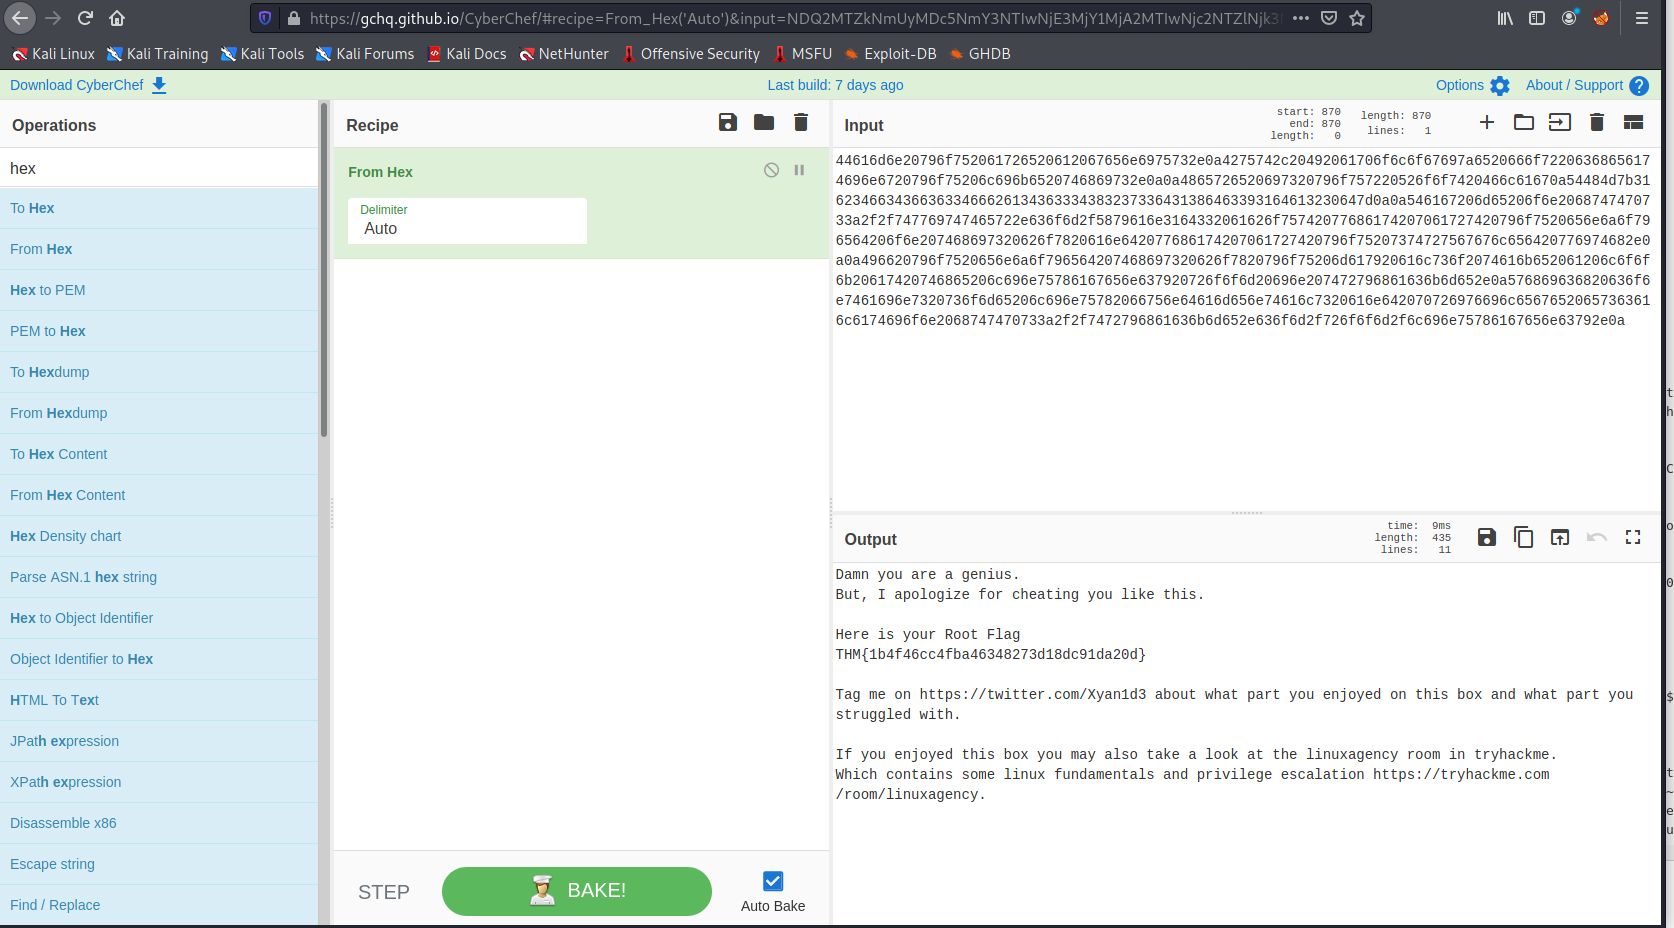 https://gchq.github.io/CyberChef/#recipe=From_Hex('Auto')&input=NDQ2MTZkNmUyMDc5NmY3NTIwNjE3MjY1MjA2MTIwNjc2NTZlNjk3
Kali Linux Kali Training Kali Tools Kali Forums Kali Docs NetHunter Offensive Security MSFU Exploit-DB GHDB
Download CyberChef Last build: 7 days ago Options About / Support
Operations
hex
To Hex
From Hex
Hex to PEM
PEM to Hex
To Hexdump
From Hexdump
To Hex Content
From Hex Content
Hex Density chart
Parse ASN.1 hex string
Hex to Object Identifier
Object Identifier to Hex
HTML To Text
JPath expression
XPath expression
Disassemble x86
Escape string
Find / Replace
Recipe
From Hex
Delimiter
Auto
STEP
BAKE!
Auto Bake
Input
start: 870
end: 870
length: 0
length: 870
lines: 1
44616d6e20796f752061726520612067656e6975732e0a4275742c20492061706f6c6f67697a6520666f7220636865617
4696e6720796f75206c696b6520746869732e0a0a4865726520697320796f757220526f6f7420466c61670a54484d7b31
623466343663633466626134363334383237336431386463393164613230647d0a0a546167206d65206f6e20687474707
33a2f2f747769747465722e636f6d2f5879616e3164332061626f757420776861742070617274 20796f7520656e6a6f79
6564206f6e207468697320626f7820616e642077686174207061727420796f75207374727567676c656420776974682e0
a0a496620796f7520656e6a6f796564207468697320626f7820796f75206d617920616c736f2074616b652061206c6f6f
6b20617420746865206c696e75786167656e637920726f6f6d20696e207472796861636b6d652e0a576869636820636f6
e7461696e7320736f6d65206c696e75782066756e64616d656e74616c7320616e642070726976696c6567652065736361
6c6174696f6e2068747470733a2f2f7472796861636b6d652e636f6d2f726f6f6d2f6c696e75786167656e63792e0a
Output
time: 9ms
length: 435
lines: 11
Damn you are a genius.
But, I apologize for cheating you like this.
Here is your Root Flag
THM{1b4f46cc4fba46348273d18dc91da20d}
Tag me on https://twitter.com/Xyan1d3 about what part you enjoyed on this box and what part you
struggled with.
If you enjoyed this box you may also take a look at the linuxagency room in tryhackme.
Which contains some linux fundamentals and privilege escalation https://tryhackme.com
/room/linuxagency.